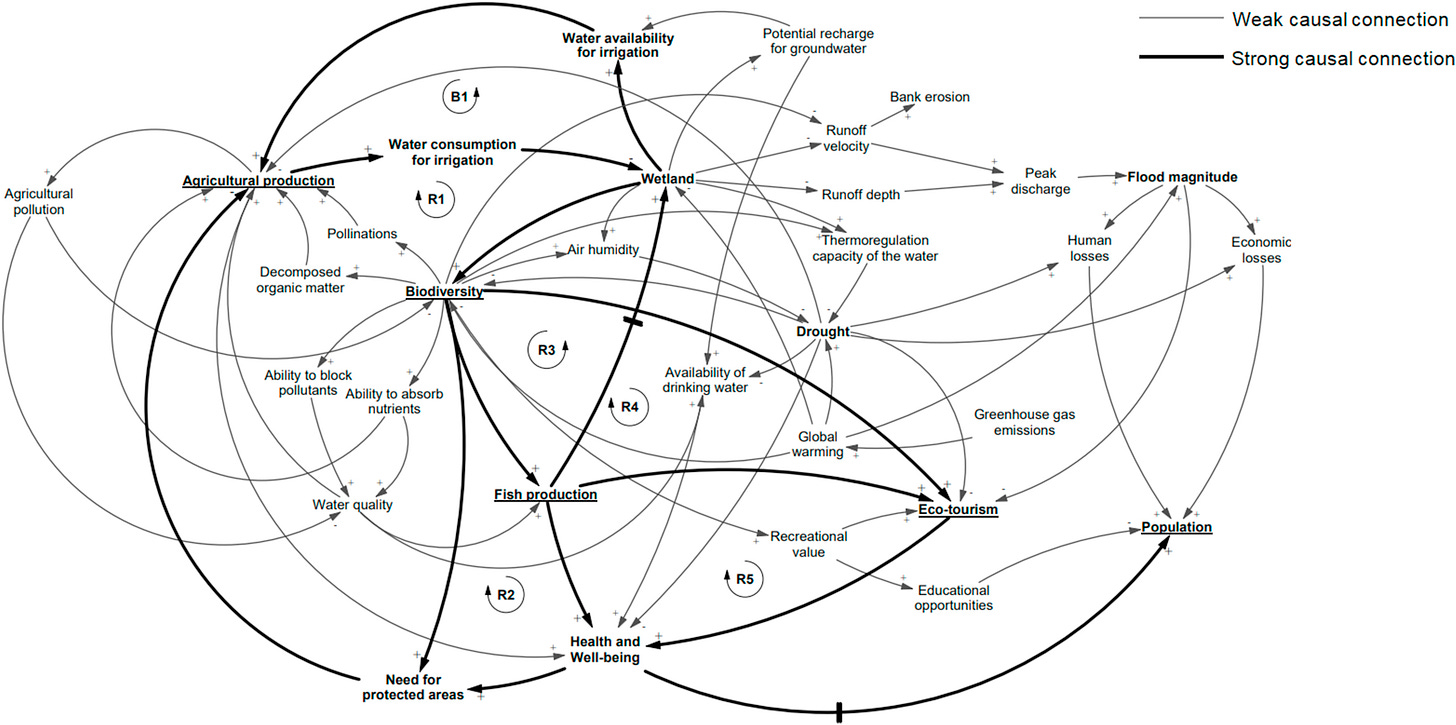 Weak causal connection
Strong causal connection
Water availability
for irrigation
Potential recharge
for groundwater
Bank erosion
B1
Runoff
velocity
Water consumption
for irrigation
Wetland
Peak
discharge
Flood magnitude
Agricultural production
Agricultural
pollution
R1
Runoff depth
Pollinations
Air humidity
Thermoregulation
capacity of the water
Human
losses
Economic
losses
Decomposed
organic matter
Biodiversity
Drought
R3
Ability to block
pollutants
Ability to absorb
nutrients
Availability of
drinking water
R4
Global
warming
Greenhouse gas
emissions
Water quality
Fish production
Eco-tourism
Population
Recreational
value
R2
R5
Educational
opportunities
Health and
Well-being
Need for
protected areas